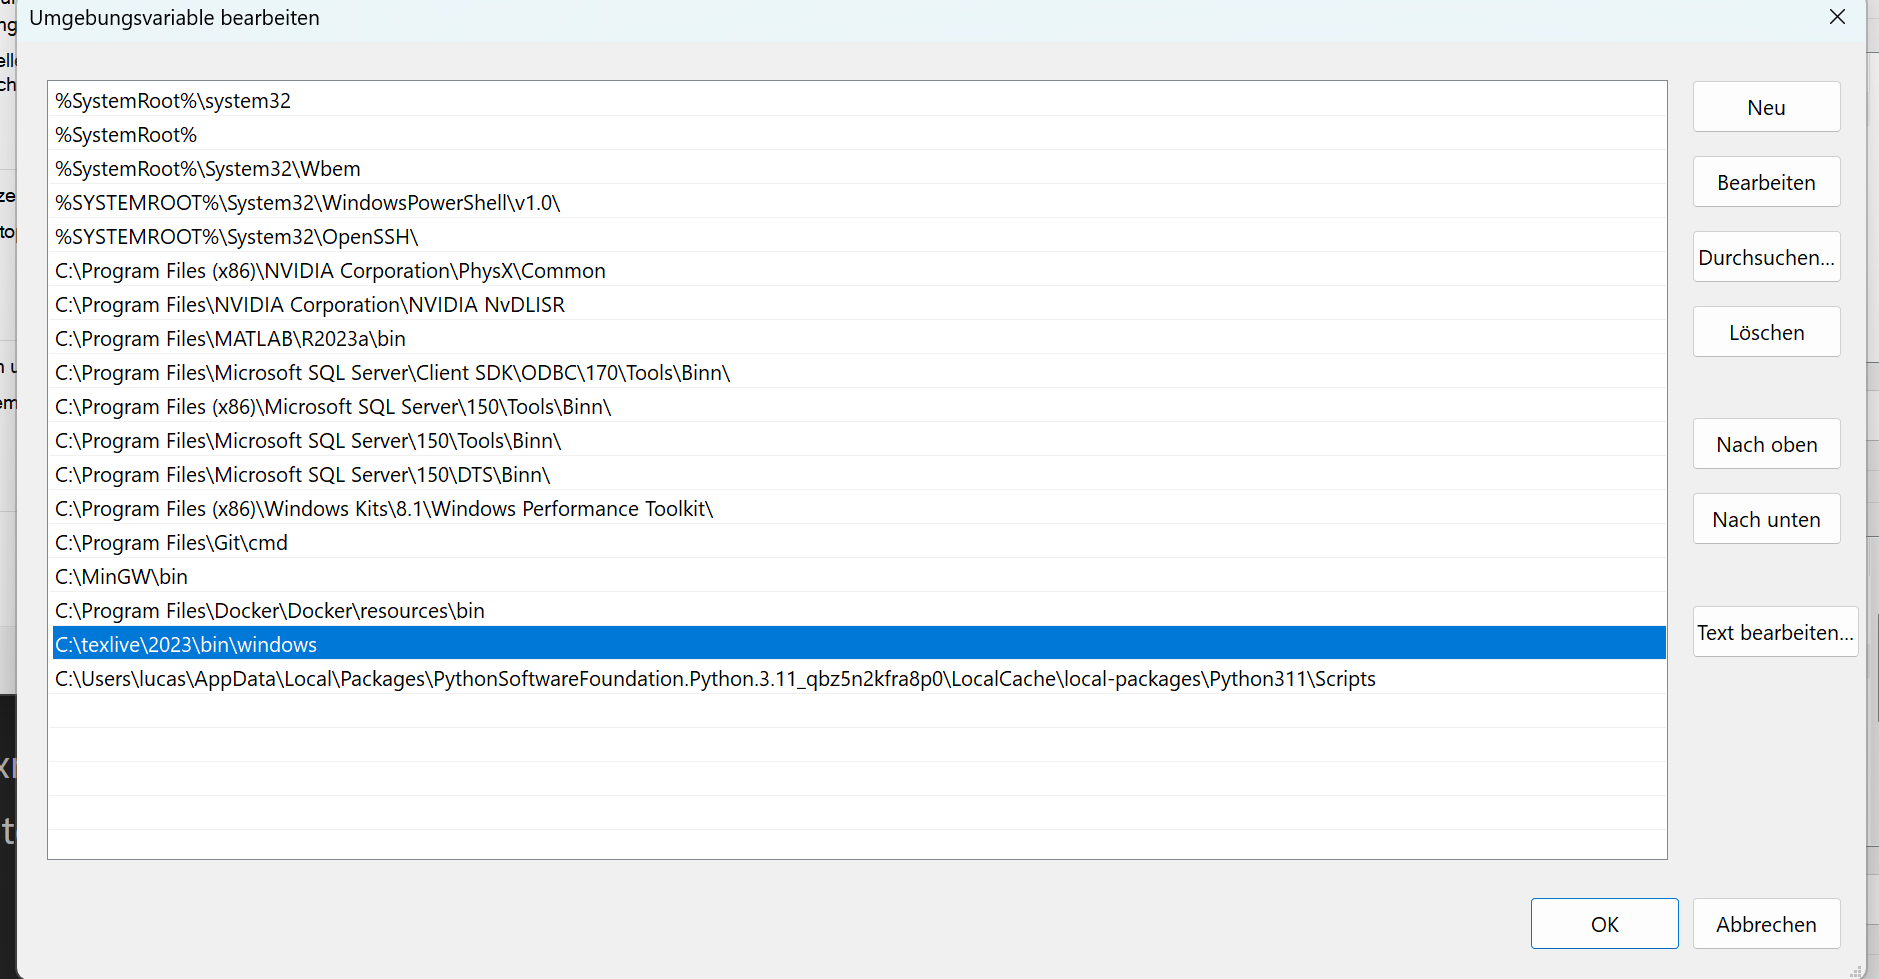 Umgebungsvariable bearbeiten
%SystemRoot%\system32
%SystemRoot%
%SystemRoot%\System32\Wbem
%SYSTEMROOT%\System32\WindowsPowerShell\v1.0\
%SYSTEMROOT%\System32\OpenSSH\
C:\Program Files (x86)\NVIDIA Corporation\PhysX\Common
C:\Program Files\NVIDIA Corporation\NVIDIA NvDLISR
C:\Program Files\MATLAB\R2023a\bin
C:\Program Files\Microsoft SQL Server\Client SDK\ODBC\170\Tools\Binn\
C:\Program Files (x86)\Microsoft SQL Server\150\Tools\Binn\
C:\Program Files\Microsoft SQL Server\150\Tools\Binn\
C:\Program Files\Microsoft SQL Server\150\DTS\Binn\
C:\Program Files (x86)\Windows Kits\8.1\Windows Performance Toolkit\
C:\Program Files\Git\cmd
C:\MinGW\bin
C:\Program Files\Docker\Docker\resources\bin
C:\texlive\2023\bin\windows
C:\Users\lucas\AppData\Local\Packages\PythonSoftwareFoundation.Python.3.11_qbz5n2kfra8p0\LocalCache\local-packages\Python311\Scripts
Neu
Bearbeiten
Durchsuchen...
Löschen
Nach oben
Nach unten
Text bearbeiten...
OK
Abbrechen